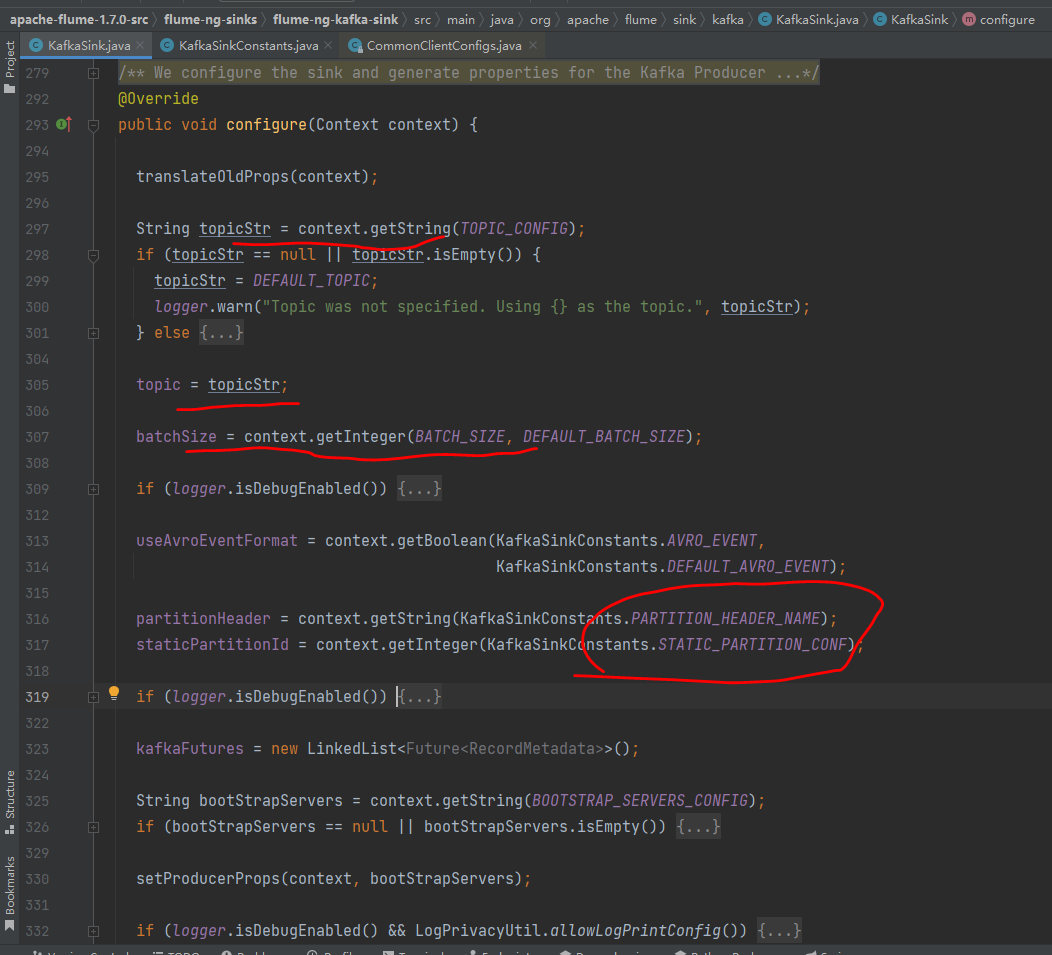 apache-flume-1.7.0-src › flume-ng-sinks › flume-ng-kafka-sink › src › main › java › org › apache › flume › sink › kafka › KafkaSink.java › KafkaSink › configure
KafkaSink.java × KafkaSinkConstants.java × CommonClientConfigs.java ×
Project
279 /** We configure the sink and generate properties for the Kafka Producer ...*/
292 @Override
293 public void configure(Context context) {
294
295 translateOldProps(context);
296
297 String topicStr = context.getString(TOPIC_CONFIG);
298 if (topicStr == null || topicStr.isEmpty()) {
299 topicStr = DEFAULT_TOPIC;
300 logger.warn("Topic was not specified. Using {} as the topic.", topicStr);
301 } else {...}
304
305 topic = topicStr;
306
307 batchSize = context.getInteger(BATCH_SIZE, DEFAULT_BATCH_SIZE);
308
309 if (logger.isDebugEnabled()) {...}
312
313 useAvroEventFormat = context.getBoolean(KafkaSinkConstants.AVRO_EVENT,
314 KafkaSinkConstants.DEFAULT_AVRO_EVENT);
315
316 partitionHeader = context.getString(KafkaSinkConstants.PARTITION_HEADER_NAME);
317 staticPartitionId = context.getInteger(KafkaSinkConstants.STATIC_PARTITION_CONF);
318
319 if (logger.isDebugEnabled()) {...}
322
323 kafkaFutures = new LinkedList<Future<RecordMetadata>>();
324
325 String bootStrapServers = context.getString(BOOTSTRAP_SERVERS_CONFIG);
326 if (bootStrapServers == null || bootStrapServers.isEmpty()) {...}
329
330 setProducerProps(context, bootStrapServers);
331
332 if (logger.isDebugEnabled() && LogPrivacyUtil.allowLogPrintConfig()) {...}
Structure
Bookmarks